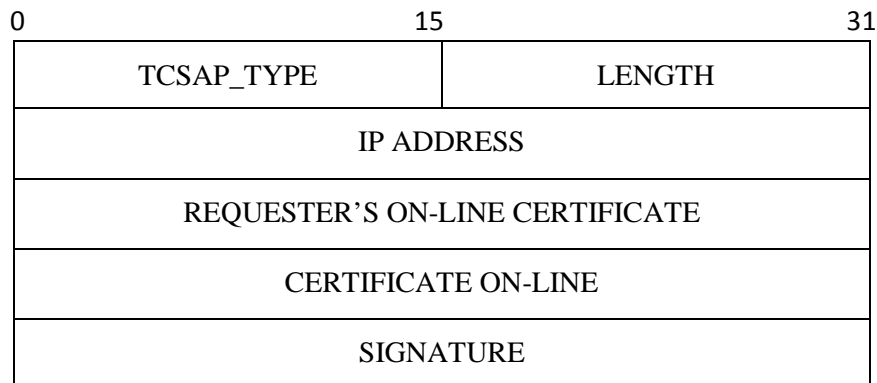 0 15 31
TCSAP_TYPE LENGTH
IP ADDRESS
REQUESTER’S ON-LINE CERTIFICATE
CERTIFICATE ON-LINE
SIGNATURE